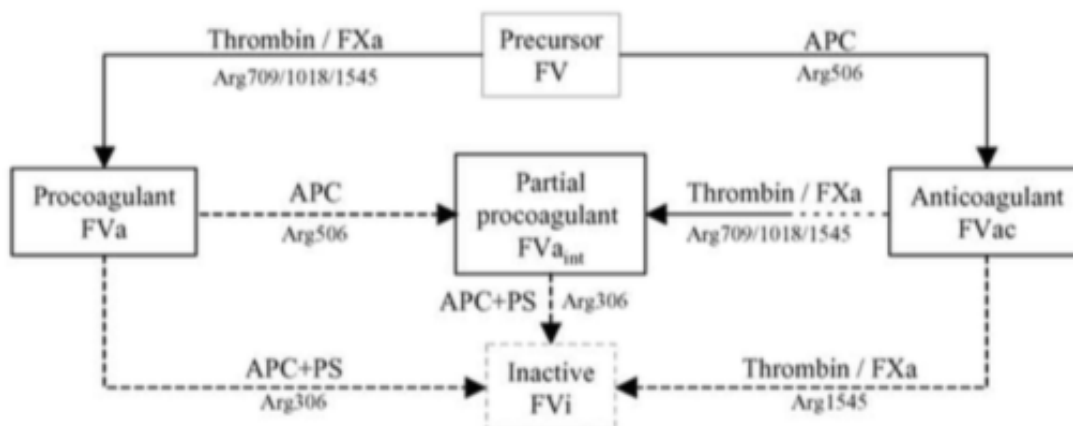 Thrombin / FXa
Arg709/1018/1545
Precursor
FV
APC
Arg506
Procoagulant
FVa
APC
Arg506
Partial
procoagulant
FVa_int
Thrombin / FXa
Arg709/1018/1545
Anticoagulant
FVac
APC+PS
Arg306
APC+PS
Arg306
Inactive
FVi
Thrombin / FXa
Arg1545